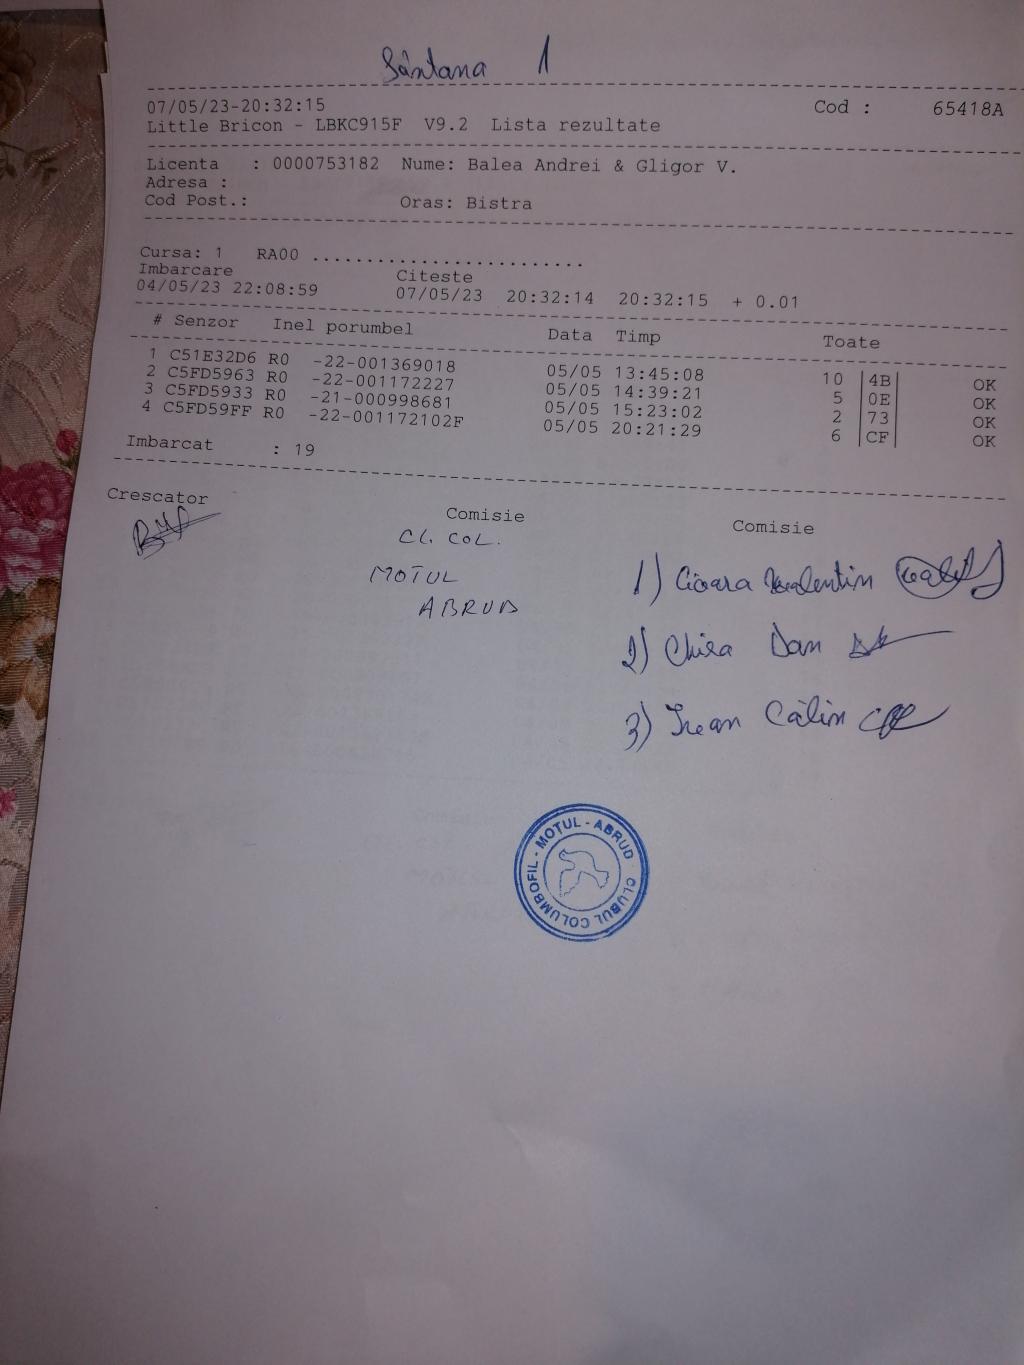 Sântana 1
07/05/23-20:32:15 Cod : 65418A
Little Bricon - LBKC915F V9.2 Lista rezultate
Licenta : 0000753182 Nume: Balea Andrei & Gligor V.
Adresa :
Cod Post.: Oras: Bistra
Cursa: 1 RA00 .........................
Imbarcare Citeste
04/05/23 22:08:59 07/05/23 20:32:14 20:32:15 + 0.01
# Senzor Inel porumbel Data Timp Toate
1 C51E32D6 R0 -22-001369018 05/05 13:45:08 10 |4B| OK
2 C5FD5963 R0 -22-001172227 05/05 14:39:21 5 |0E| OK
3 C5FD5933 R0 -21-000998681 05/05 15:23:02 2 |73| OK
4 C5FD59FF R0 -22-001172102F 05/05 20:21:29 6 |CF| OK
Imbarcat : 19
Crescator Comisie Comisie
CL. COL.
MOTUL
ABRUD
1) Cioara Valentin
2) Chira Dan
3) Călin
CLUBUL COLUMBOFIL - MOTUL - ABRUD